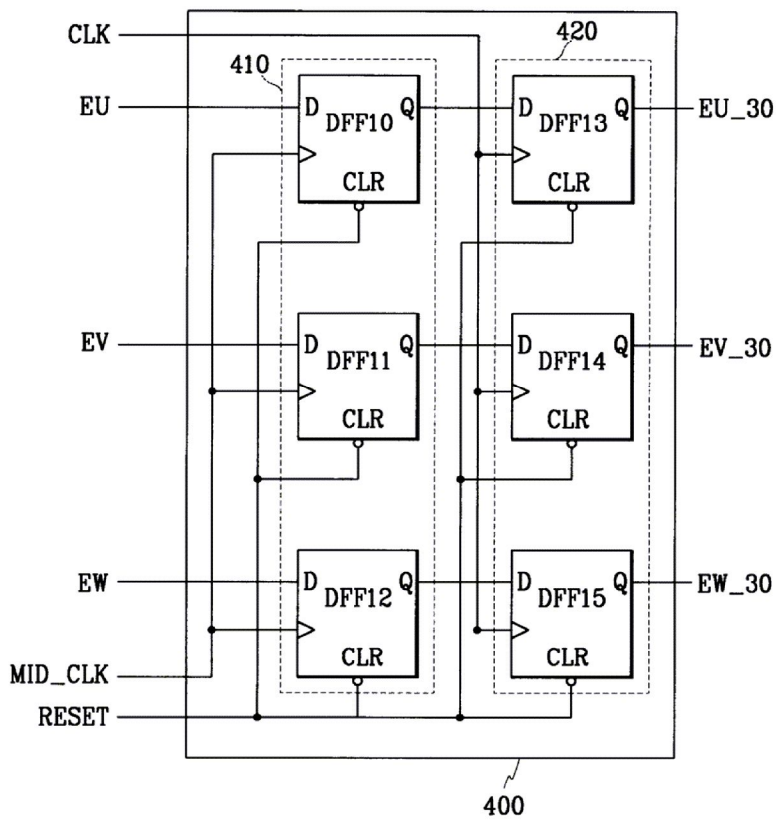 CLK
420
410
EU D DFF10 Q D DFF13 Q EU_30
CLR CLR
EV D DFF11 Q D DFF14 Q EV_30
CLR CLR
EW D DFF12 Q D DFF15 Q EW_30
CLR CLR
MID_CLK
RESET
400